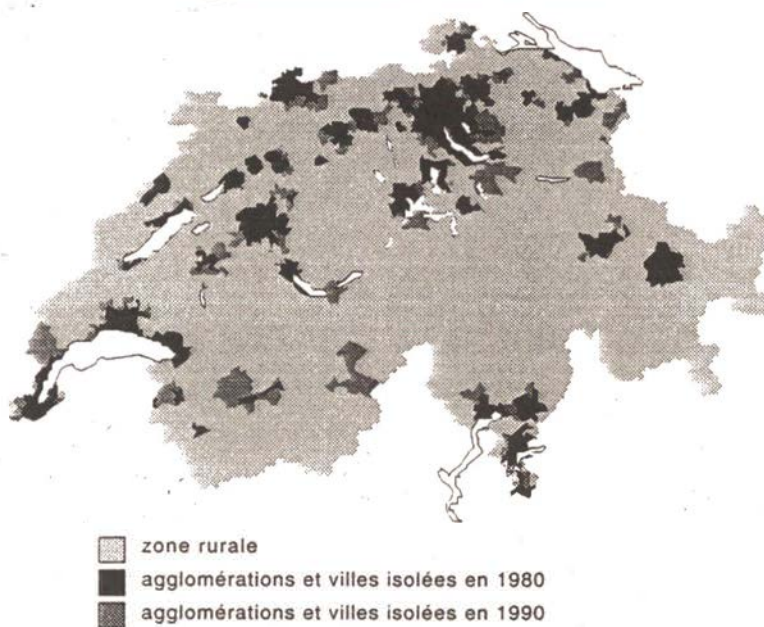 zone rurale
agglomérations et villes isolées en 1980
agglomérations et villes isolées en 1990